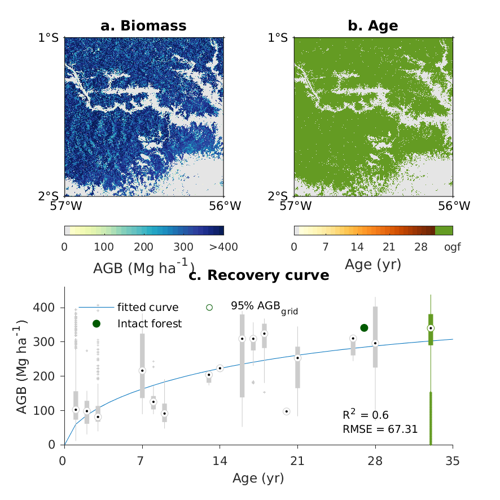 a. Biomass
b. Age
1°S
1°S
2°S
2°S
57°W
56°W
57°W
56°W
0 100 200 300 >400
0 7 14 21 28 ogf
AGB (Mg ha-1)
Age (yr)
c. Recovery curve
fitted curve
95% AGBgrid
Intact forest
400
300
200
100
0
AGB (Mg ha-1)
R2 = 0.6
RMSE = 67.31
0 7 14 21 28 35
Age (yr)